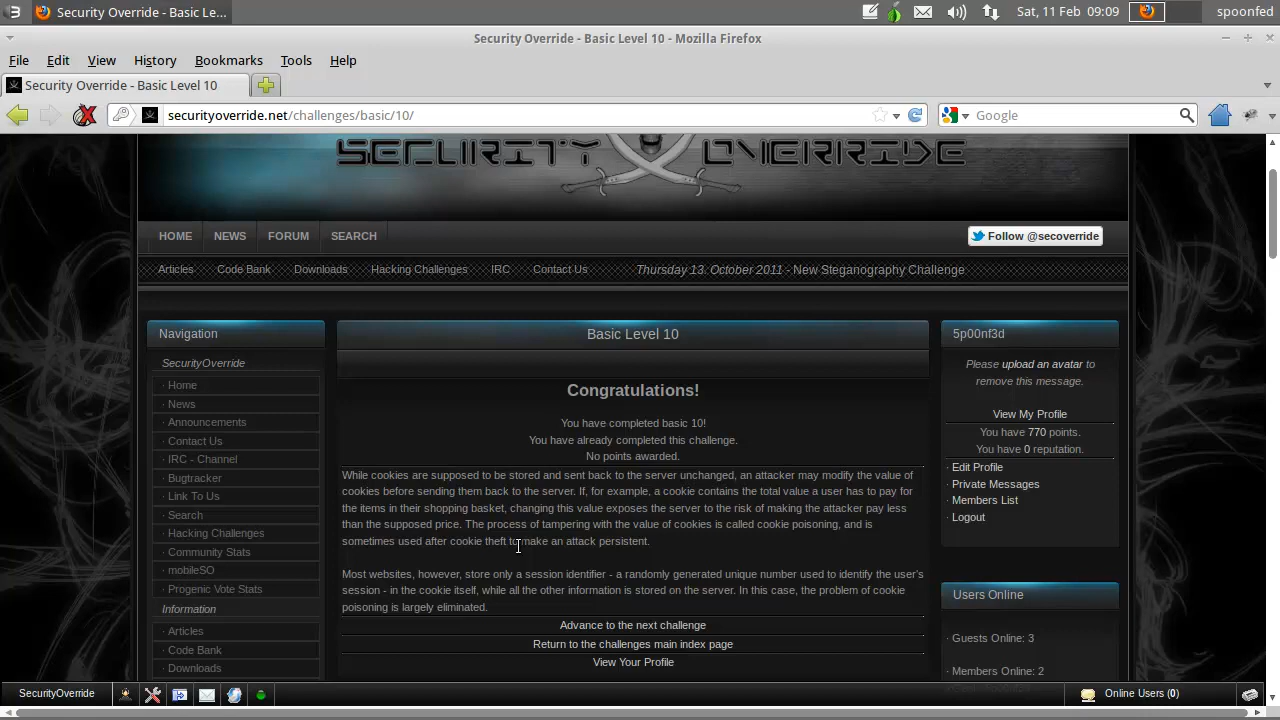 Security Override - Basic Le...
Sat, 11 Feb 09:09
spoonfed
Security Override - Basic Level 10 - Mozilla Firefox
File Edit View History Bookmarks Tools Help
Security Override - Basic Level 10
securityoverride.net/challenges/basic/10/
Google
SECURITY OVERRIDE
HOME NEWS FORUM SEARCH
Follow @secoverride
Articles Code Bank Downloads Hacking Challenges IRC Contact Us
Thursday 13. October 2011 - New Steganography Challenge
Navigation
SecurityOverride
· Home
· News
· Announcements
· Contact Us
· IRC - Channel
· Bugtracker
· Link To Us
· Search
· Hacking Challenges
· Community Stats
· mobileSO
· Progenic Vote Stats
Information
· Articles
· Code Bank
· Downloads
Basic Level 10
Congratulations!
You have completed basic 10!
You have already completed this challenge.
No points awarded.
While cookies are supposed to be stored and sent back to the server unchanged, an attacker may modify the value of
cookies before sending them back to the server. If, for example, a cookie contains the total value a user has to pay for
the items in their shopping basket, changing this value exposes the server to the risk of making the attacker pay less
than the supposed price. The process of tampering with the value of cookies is called cookie poisoning, and is
sometimes used after cookie theft to make an attack persistent.
Most websites, however, store only a session identifier - a randomly generated unique number used to identify the user's
session - in the cookie itself, while all the other information is stored on the server. In this case, the problem of cookie
poisoning is largely eliminated.
Advance to the next challenge
Return to the challenges main index page
View Your Profile
5p00nf3d
Please upload an avatar to
remove this message.
View My Profile
You have 770 points.
You have 0 reputation.
· Edit Profile
· Private Messages
· Members List
· Logout
Users Online
· Guests Online: 3
· Members Online: 2
SecurityOverride
Online Users (0)